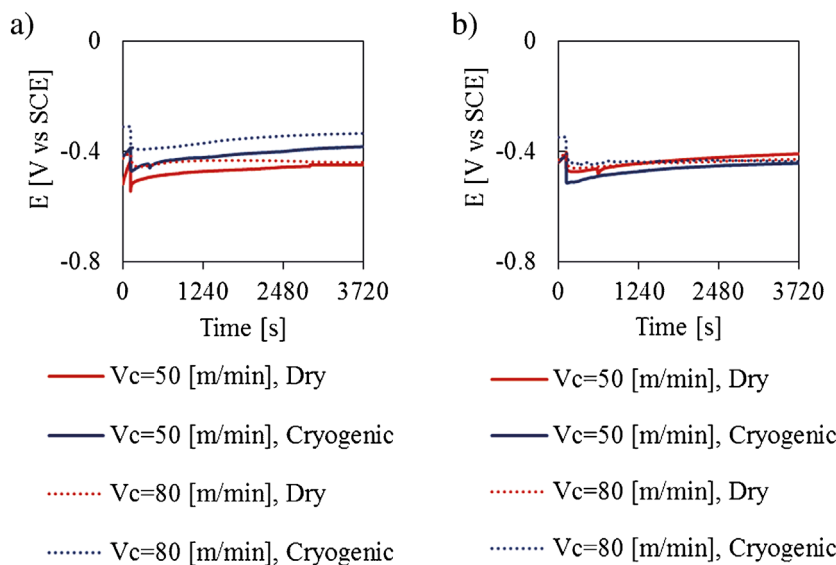 a)
E [V vs SCE]
0
-0.4
-0.8
0 1240 2480 3720
Time [s]
Vc=50 [m/min], Dry
Vc=50 [m/min], Cryogenic
Vc=80 [m/min], Dry
Vc=80 [m/min], Cryogenic
b)
E [V vs SCE]
0
-0.4
-0.8
0 1240 2480 3720
Time [s]
Vc=50 [m/min], Dry
Vc=50 [m/min], Cryogenic
Vc=80 [m/min], Dry
Vc=80 [m/min], Cryogenic